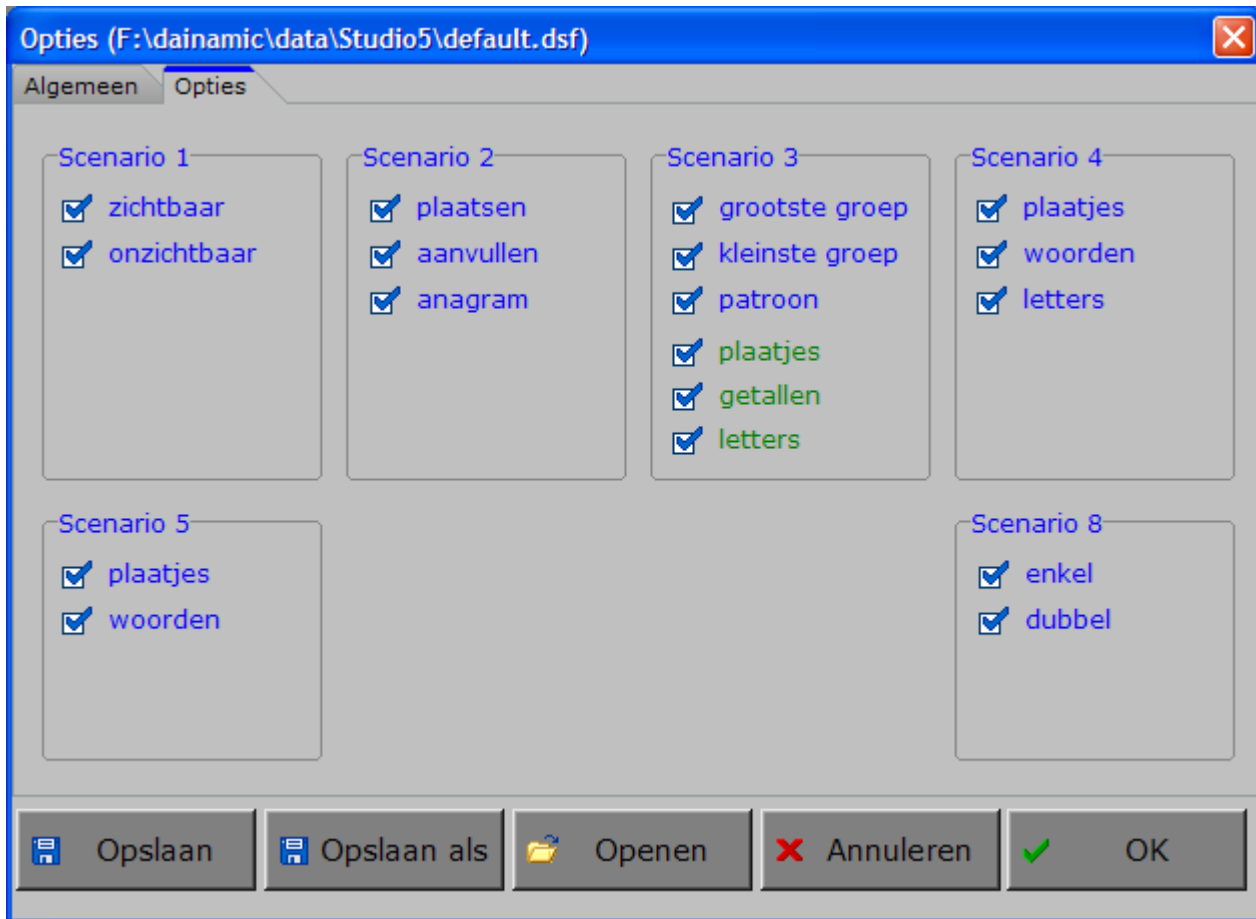 Opties (F:\dainamic\data\Studio5\default.dsf)
Algemeen
Opties
Scenario 1
zichtbaar
onzichtbaar
Scenario 2
plaatsen
aanvullen
anagram
Scenario 3
grootste groep
kleinste groep
patroon
plaatjes
getallen
letters
Scenario 4
plaatjes
woorden
letters
Scenario 5
plaatjes
woorden
Scenario 8
enkel
dubbel
Opslaan
Opslaan als
Openen
Annuleren
OK